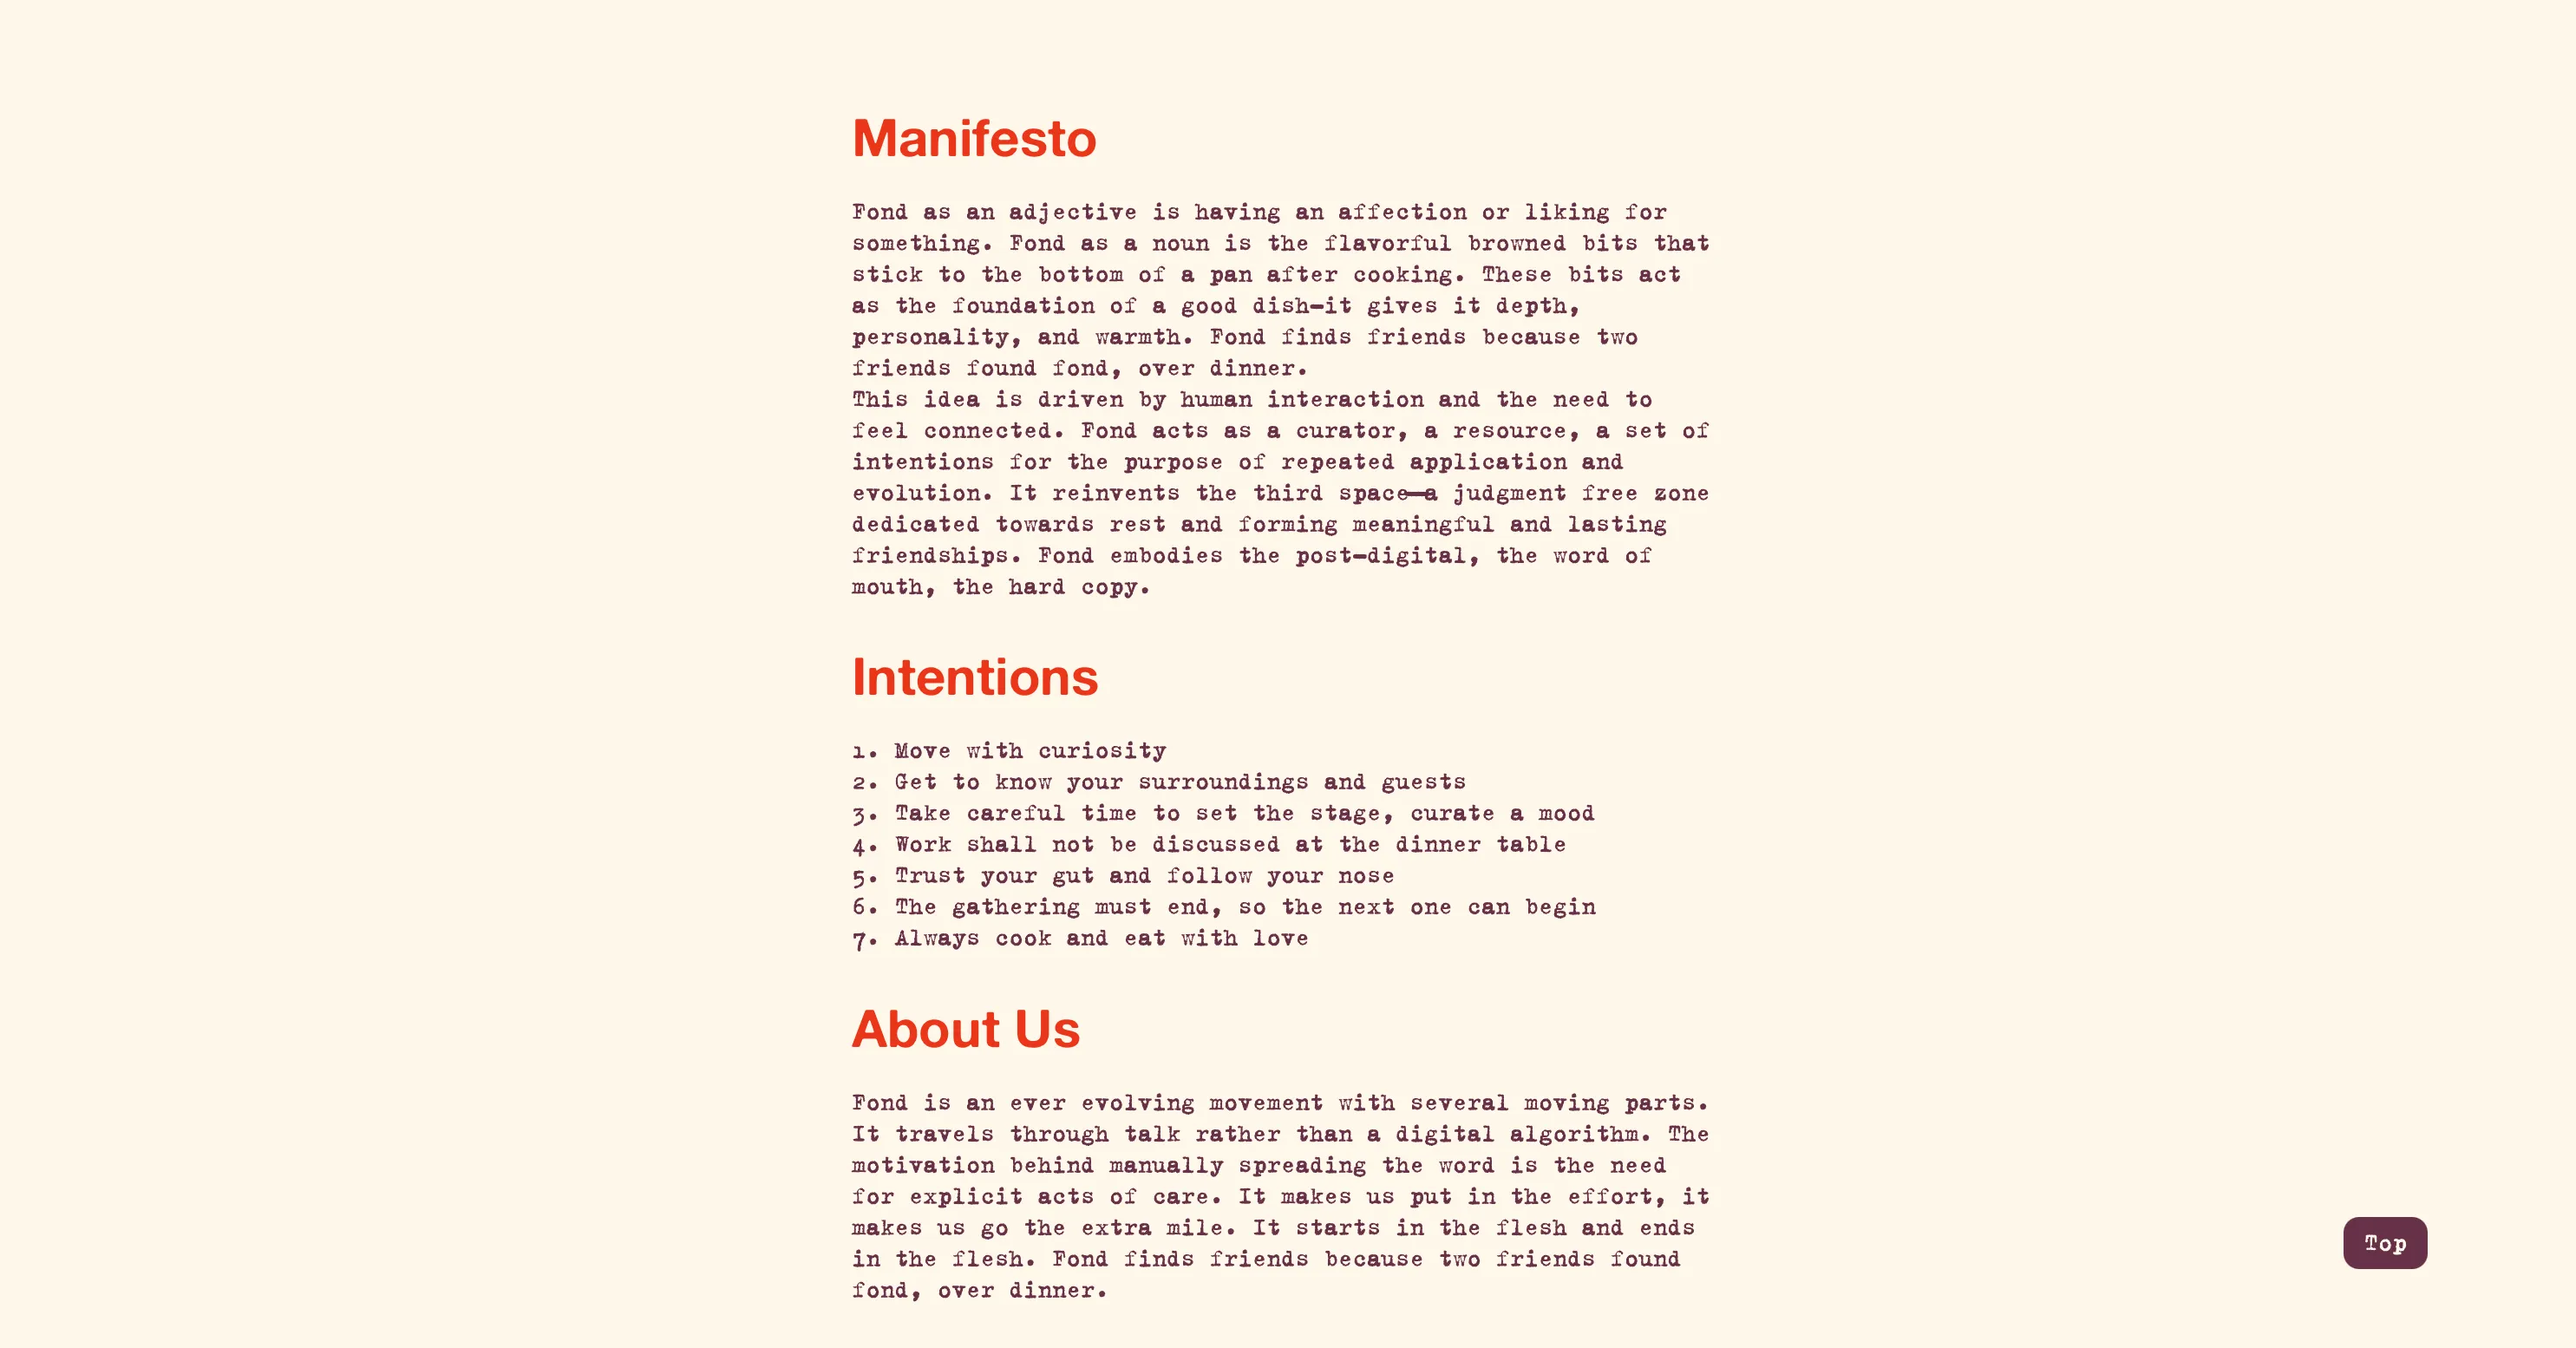 Manifesto
Fond as an adjective is having an affection or liking for
something. Fond as a noun is the flavorful browned bits that
stick to the bottom of a pan after cooking. These bits act
as the foundation of a good dish–it gives it depth,
personality, and warmth. Fond finds friends because two
friends found fond, over dinner.
This idea is driven by human interaction and the need to
feel connected. Fond acts as a curator, a resource, a set of
intentions for the purpose of repeated application and
evolution. It reinvents the third space—a judgment free zone
dedicated towards rest and forming meaningful and lasting
friendships. Fond embodies the post-digital, the word of
mouth, the hard copy.
Intentions
1. Move with curiosity
2. Get to know your surroundings and guests
3. Take careful time to set the stage, curate a mood
4. Work shall not be discussed at the dinner table
5. Trust your gut and follow your nose
6. The gathering must end, so the next one can begin
7. Always cook and eat with love
About Us
Fond is an ever evolving movement with several moving parts.
It travels through talk rather than a digital algorithm. The
motivation behind manually spreading the word is the need
for explicit acts of care. It makes us put in the effort, it
makes us go the extra mile. It starts in the flesh and ends
in the flesh. Fond finds friends because two friends found
fond, over dinner.
Top